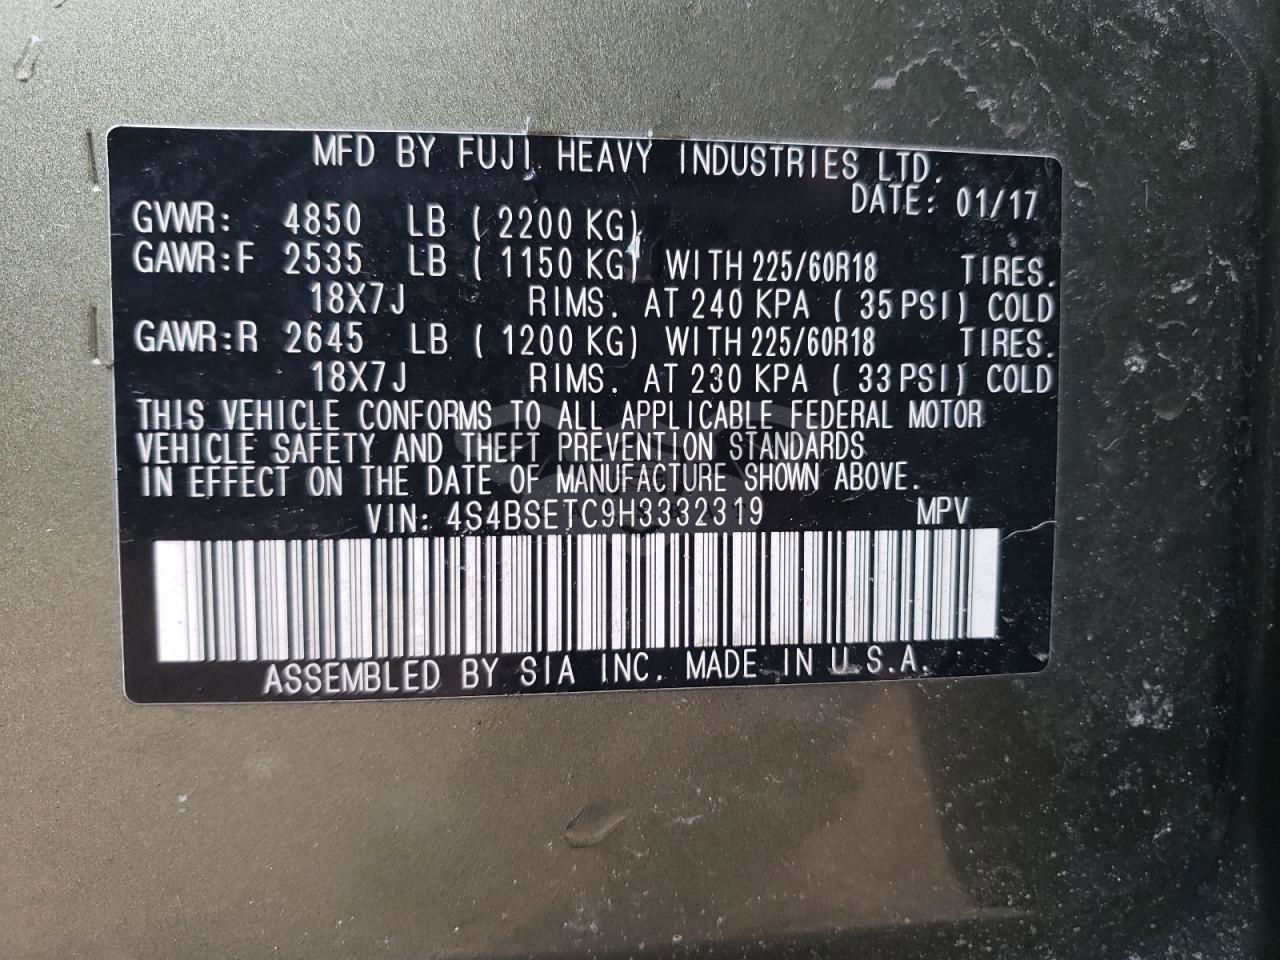 MFD BY FUJI HEAVY INDUSTRIES LTD.
DATE: 01/17
GVWR: 4850 LB ( 2200 KG)
GAWR:F 2535 LB ( 1150 KG) WITH 225/60R18 TIRES.
18X7J RIMS. AT 240 KPA ( 35 PSI) COLD
GAWR:R 2645 LB ( 1200 KG) WITH 225/60R18 TIRES.
18X7J RIMS. AT 230 KPA ( 33 PSI) COLD
THIS VEHICLE CONFORMS TO ALL APPLICABLE FEDERAL MOTOR
VEHICLE SAFETY AND THEFT PREVENTION STANDARDS
IN EFFECT ON THE DATE OF MANUFACTURE SHOWN ABOVE.
VIN: 4S4BSETC9H3332319 MPV
ASSEMBLED BY SIA INC. MADE IN U.S.A.